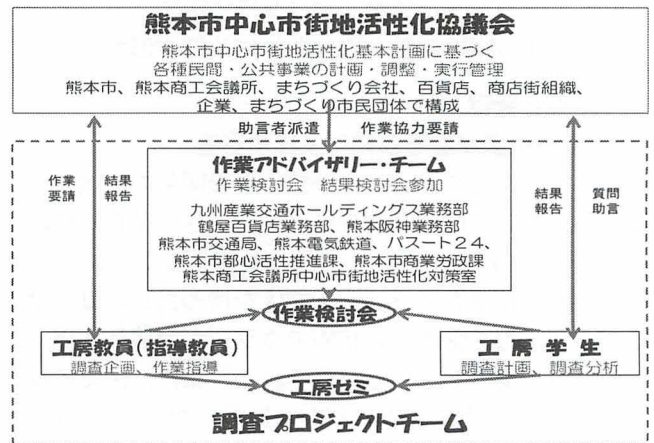 熊本市中心市街地活性化協議会
熊本市中心市街地活性化基本計画に基づく
各種民間・公共事業の計画・調整・実行管理
熊本市、熊本商工会議所、まちづくり会社、百貨店、商店街組織、
企業、まちづくり市民団体で構成
助言者派遣 作業協力要請
作業要請
結果報告
作業アドバイザリー・チーム
作業検討会 結果検討会参加
九州産業交通ホールディングス業務部
鶴屋百貨店業務部、熊本阪神業務部
熊本市交通局、熊本電気鉄道、パスート24、
熊本市都心活性推進課、熊本市商業労政課
熊本商工会議所中心市街地活性化対策室
結果報告
質問助言
作業検討会
工房教員(指導教員)
調査企画、作業指導
工房学生
調査計画、調査分析
工房ゼミ
調査プロジェクトチーム